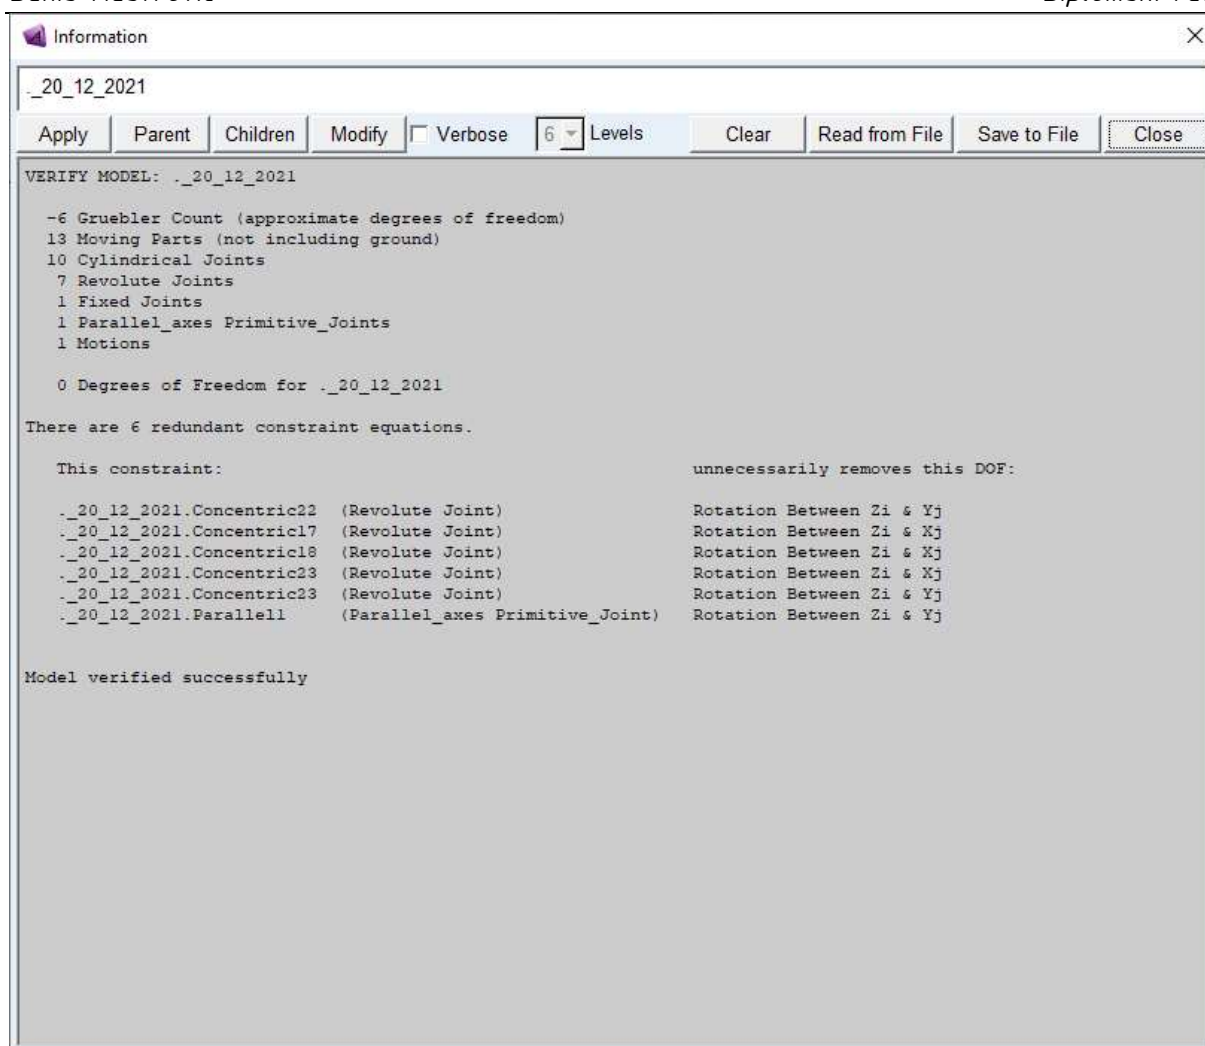 Information
._20_12_2021
Apply Parent Children Modify Verbose 6 Levels Clear Read from File Save to File Close
VERIFY MODEL: ._20_12_2021
-6 Gruebler Count (approximate degrees of freedom)
13 Moving Parts (not including ground)
10 Cylindrical Joints
7 Revolute Joints
1 Fixed Joints
1 Parallel_axes Primitive_Joints
1 Motions
0 Degrees of Freedom for ._20_12_2021
There are 6 redundant constraint equations.
This constraint: unnecessarily removes this DOF:
._20_12_2021.Concentric22 (Revolute Joint) Rotation Between Zi & Yj
._20_12_2021.Concentric17 (Revolute Joint) Rotation Between Zi & Xj
._20_12_2021.Concentric18 (Revolute Joint) Rotation Between Zi & Xj
._20_12_2021.Concentric23 (Revolute Joint) Rotation Between Zi & Xj
._20_12_2021.Concentric23 (Revolute Joint) Rotation Between Zi & Yj
._20_12_2021.Parallel1 (Parallel_axes Primitive_Joint) Rotation Between Zi & Yj
Model verified successfully